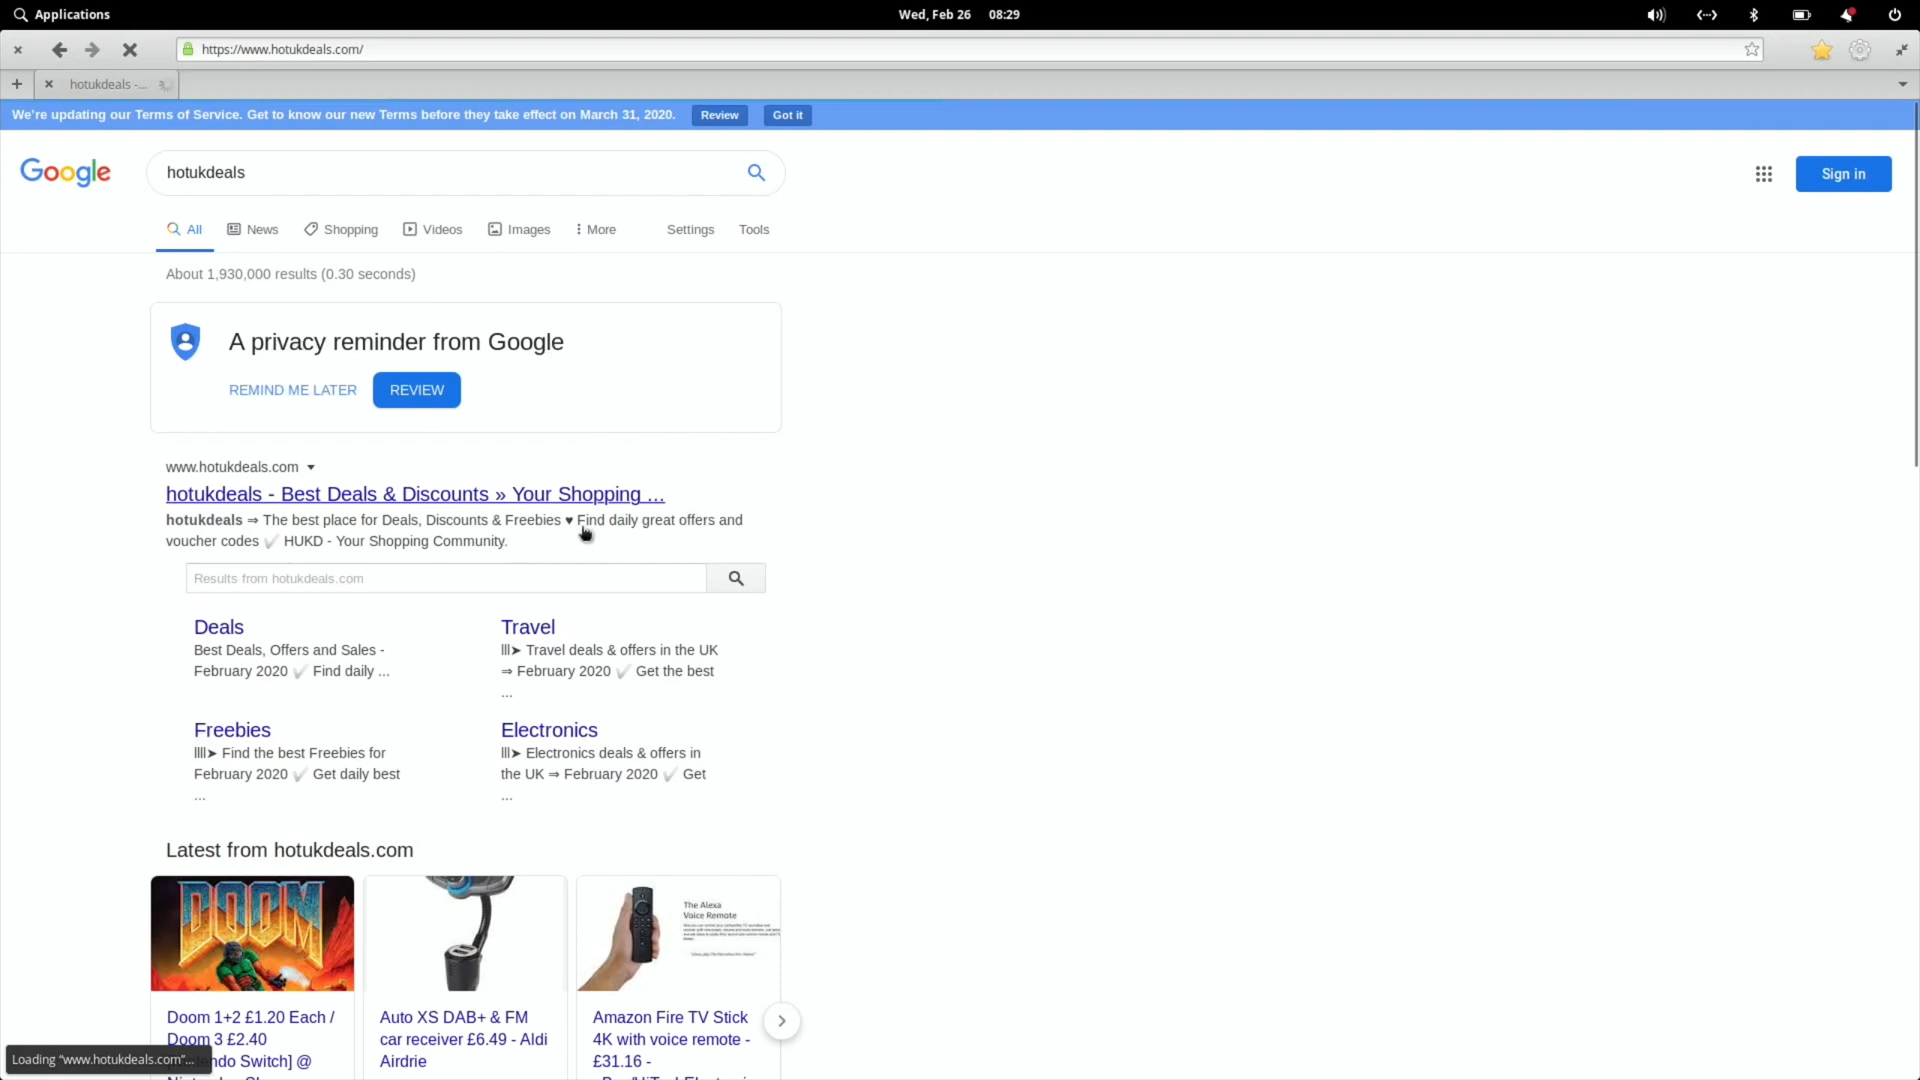 Applications
Wed, Feb 26 08:29
https://www.hotukdeals.com/
hotukdeals -...
We're updating our Terms of Service. Get to know our new Terms before they take effect on March 31, 2020. Review Got it
Google hotukdeals Sign in
All News Shopping Videos Images More Settings Tools
About 1,930,000 results (0.30 seconds)
A privacy reminder from Google
REMIND ME LATER REVIEW
www.hotukdeals.com
hotukdeals - Best Deals & Discounts » Your Shopping ...
hotukdeals ⇒ The best place for Deals, Discounts & Freebies ♥ Find daily great offers and
voucher codes ✔ HUKD - Your Shopping Community.
Results from hotukdeals.com
Deals
Best Deals, Offers and Sales -
February 2020 ✔ Find daily ...
Travel
lll➤ Travel deals & offers in the UK
⇒ February 2020 ✔ Get the best
...
Freebies
llll➤ Find the best Freebies for
February 2020 ✔ Get daily best
...
Electronics
lll➤ Electronics deals & offers in
the UK ⇒ February 2020 ✔ Get
...
Latest from hotukdeals.com
DOOM
The Alexa
Voice Remote
Doom 1+2 £1.20 Each /
Doom 3 £2.40
Switch] @
Auto XS DAB+ & FM
car receiver £6.49 - Aldi
Airdrie
Amazon Fire TV Stick
4K with voice remote -
£31.16 -
Loading "www.hotukdeals.com"...